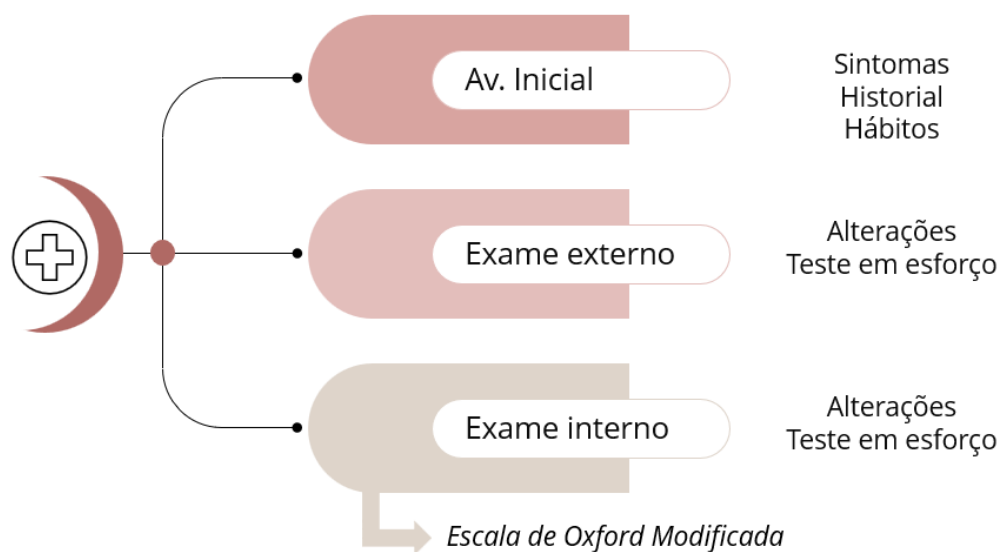 Av. Inicial
Sintomas
Historial
Hábitos
Exame externo
Alterações
Teste em esforço
Exame interno
Alterações
Teste em esforço
Escala de Oxford Modificada